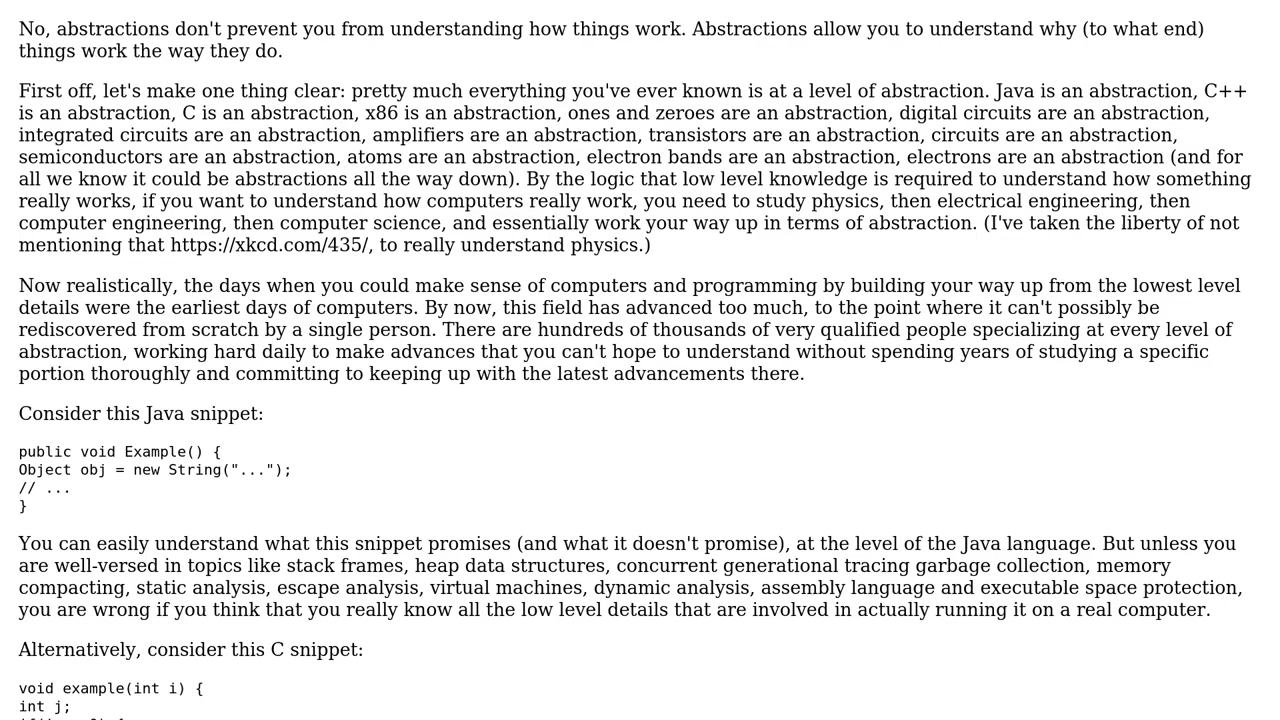 No, abstractions don't prevent you from understanding how things work. Abstractions allow you to understand why (to what end)
things work the way they do.
First off, let's make one thing clear: pretty much everything you've ever known is at a level of abstraction. Java is an abstraction, C++
is an abstraction, C is an abstraction, x86 is an abstraction, ones and zeroes are an abstraction, digital circuits are an abstraction,
integrated circuits are an abstraction, amplifiers are an abstraction, transistors are an abstraction, circuits are an abstraction,
semiconductors are an abstraction, atoms are an abstraction, electron bands are an abstraction, electrons are an abstraction (and for
all we know it could be abstractions all the way down). By the logic that low level knowledge is required to understand how something
really works, if you want to understand how computers really work, you need to study physics, then electrical engineering, then
computer engineering, then computer science, and essentially work your way up in terms of abstraction. (I've taken the liberty of not
mentioning that https://xkcd.com/435/, to really understand physics.)
Now realistically, the days when you could make sense of computers and programming by building your way up from the lowest level
details were the earliest days of computers. By now, this field has advanced too much, to the point where it can't possibly be
rediscovered from scratch by a single person. There are hundreds of thousands of very qualified people specializing at every level of
abstraction, working hard daily to make advances that you can't hope to understand without spending years of studying a specific
portion thoroughly and committing to keeping up with the latest advancements there.
Consider this Java snippet:
public void Example() {
Object obj = new String("...");
// ...
}
You can easily understand what this snippet promises (and what it doesn't promise), at the level of the Java language. But unless you
are well-versed in topics like stack frames, heap data structures, concurrent generational tracing garbage collection, memory
compacting, static analysis, escape analysis, virtual machines, dynamic analysis, assembly language and executable space protection,
you are wrong if you think that you really know all the low level details that are involved in actually running it on a real computer.
Alternatively, consider this C snippet:
void example(int i) {
int j;